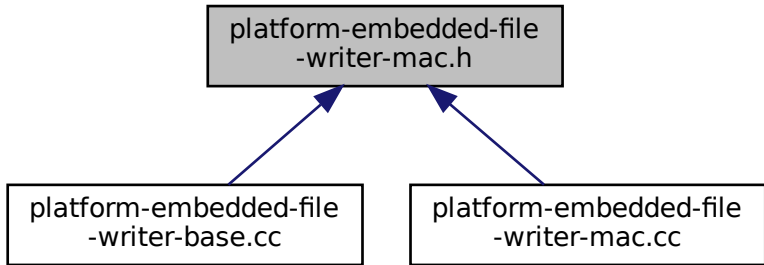 platform-embedded-file
-writer-mac.h
platform-embedded-file
-writer-base.cc
platform-embedded-file
-writer-mac.cc